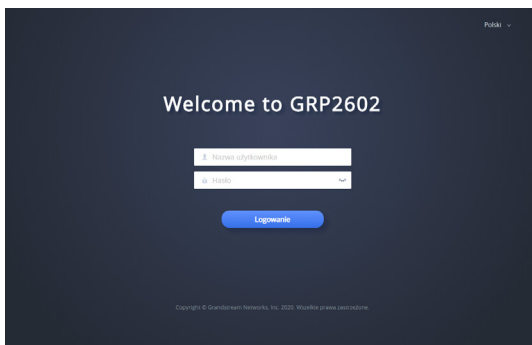 Polski
Welcome to GRP2602
Nazwa użytkownika
Hasło
Logowanie
Copyright © Grandstream Networks, Inc. 2020. Wszelkie prawa zastrzeżone.